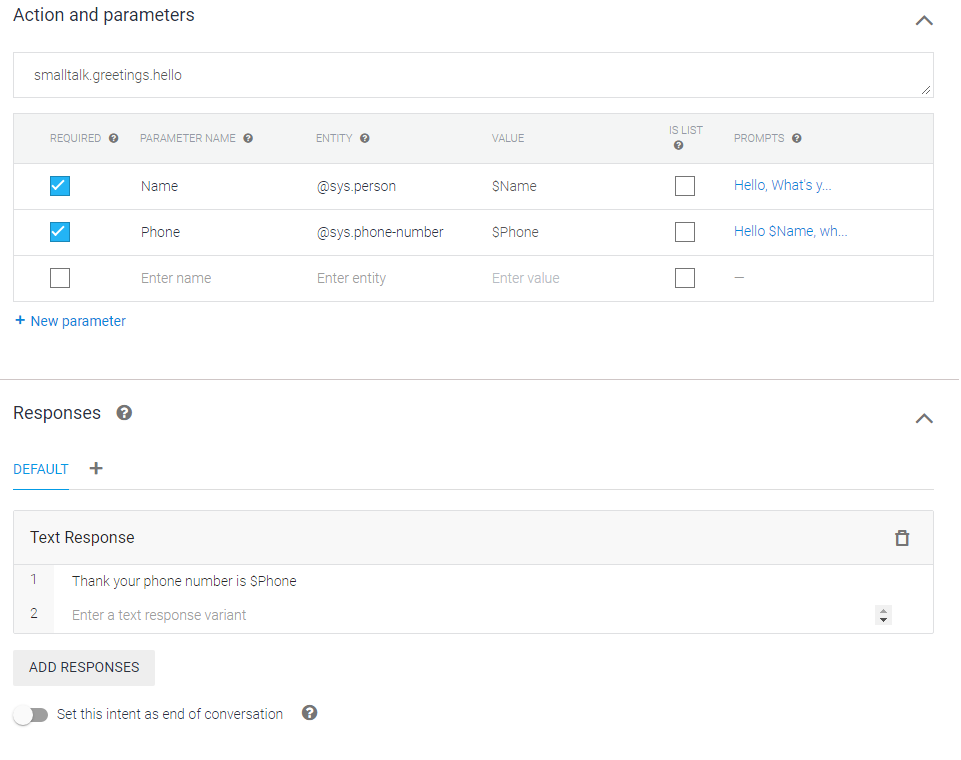 Action and parameters
smalltalk.greetings.hello
REQUIRED ? PARAMETER NAME ? ENTITY ? VALUE IS LIST ? PROMPTS ?
Name @sys.person $Name Hello, What's y...
Phone @sys.phone-number $Phone Hello $Name, wh...
Enter name Enter entity Enter value —
+ New parameter
Responses ?
DEFAULT +
Text Response
1 Thank your phone number is $Phone
2 Enter a text response variant
ADD RESPONSES
Set this intent as end of conversation ?